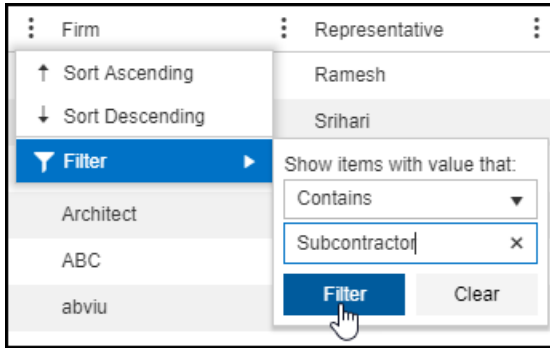 Firm Representative
Sort Ascending Ramesh
Sort Descending Srihari
Filter Show items with value that:
Contains
Architect Subcontractor
ABC
Filter Clear
abviu